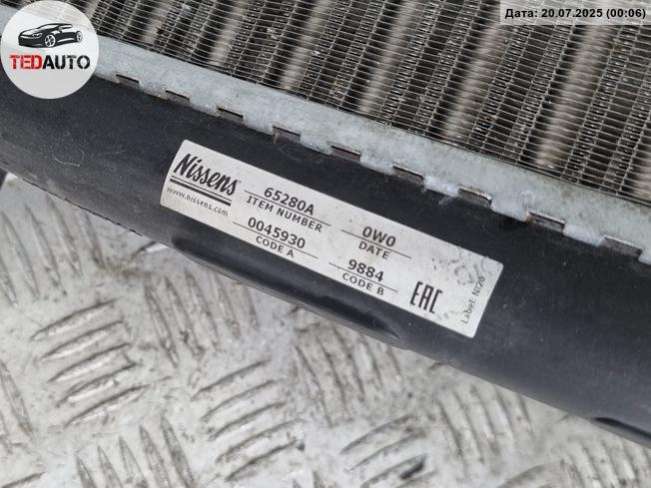 Дата: 20.07.2025 (00:06)
TEDAUTO
Nissens
www.nissens.com
65280A
ITEM NUMBER
0W0
DATE
0045930
CODE A
9884
CODE B
EAC
Label N